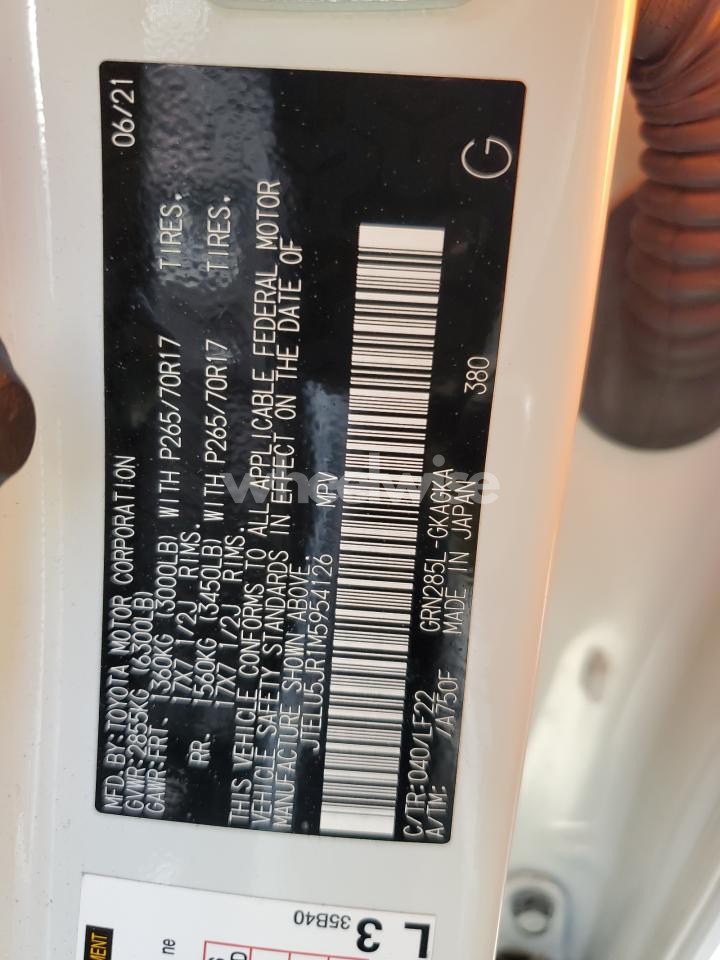 MFD. BY: TOYOTA MOTOR CORPORATION 06/21
GVWR: 2855KG (6300LB)
GAWR: FRT- 1360KG (3000LB) WITH P265/70R17 TIRES.
17X7 1/2J RIMS.
RR- 1560KG (3450LB) WITH P265/70R17 TIRES.
17X7 1/2J RIMS.
THIS VEHICLE CONFORMS TO ALL APPLICABLE FEDERAL MOTOR
VEHICLE SAFETY STANDARDS IN EFFECT ON THE DATE OF
MANUFACTURE SHOWN ABOVE.
JTELU5JR1M5954126 MPV
C/TR: 040/LF22 GRN285L-GKAGKA 380
A/TM: /A750F MADE IN JAPAN G
wheelwire
L 3
35B40
ne